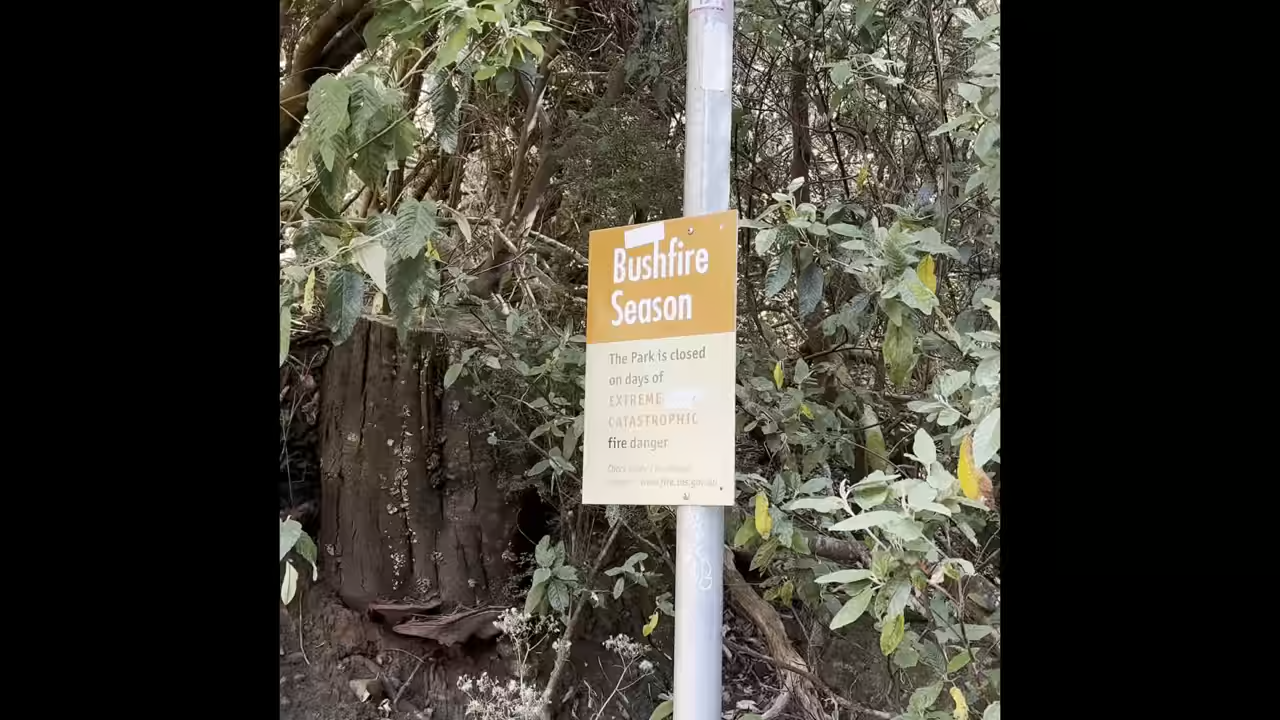 Bushfire
Season
The Park is closed
on days of
EXTREME
CATASTROPHIC
fire danger
www.fire.tas.gov.au